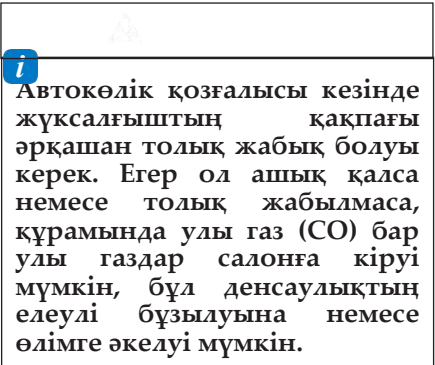 i
Автокөлік қозғалысы кезінде
жүксалғыштың қақпағы
әрқашан толық жабық болуы
керек. Егер ол ашық қалса
немесе толық жабылмаса,
құрамында улы газ (СО) бар
улы газдар салонға кіруі
мүмкін, бұл денсаулықтың
елеулі бұзылуына немесе
өлімге әкелуі мүмкін.